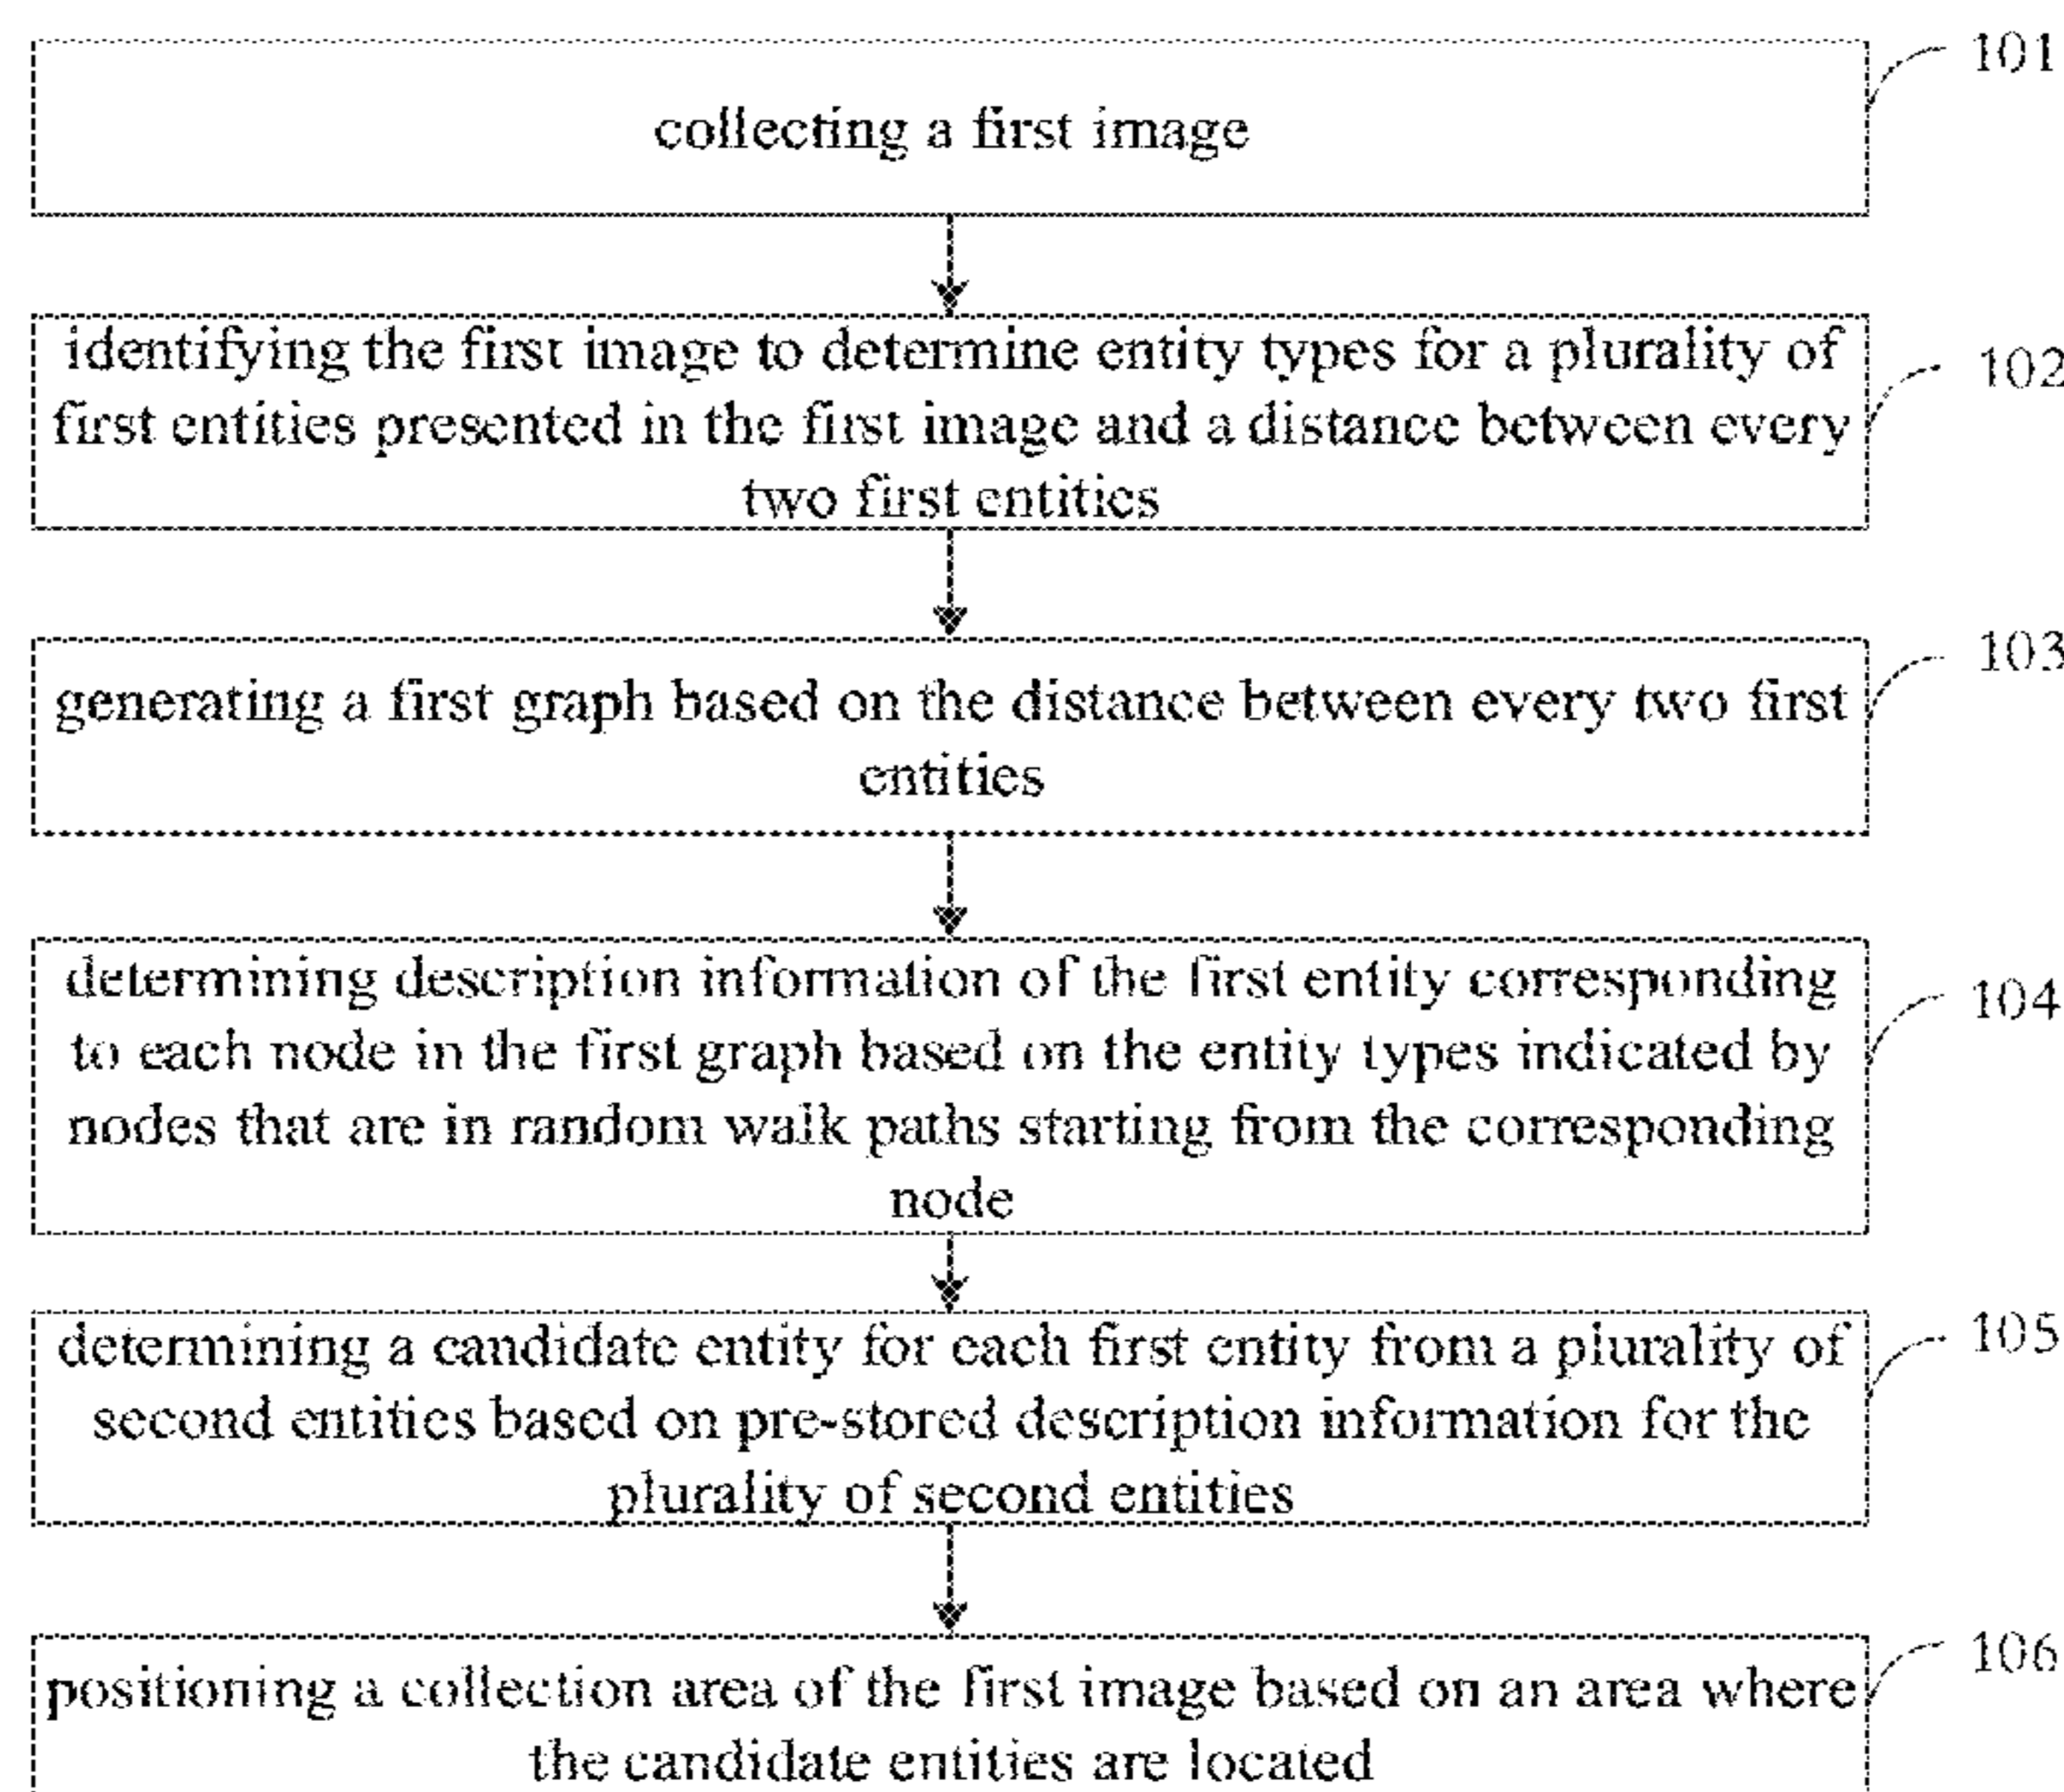 101
collecting a first image
102
identifying the first image to determine entity types for a plurality of
first entities presented in the first image and a distance between every
two first entities
103
generating a first graph based on the distance between every two first
entities
104
determining description information of the first entity corresponding
to each node in the first graph based on the entity types indicated by
nodes that are in random walk paths starting from the corresponding
node
105
determining a candidate entity for each first entity from a plurality of
second entities based on pre-stored description information for the
plurality of second entities
106
positioning a collection area of the first image based on an area where
the candidate entities are located